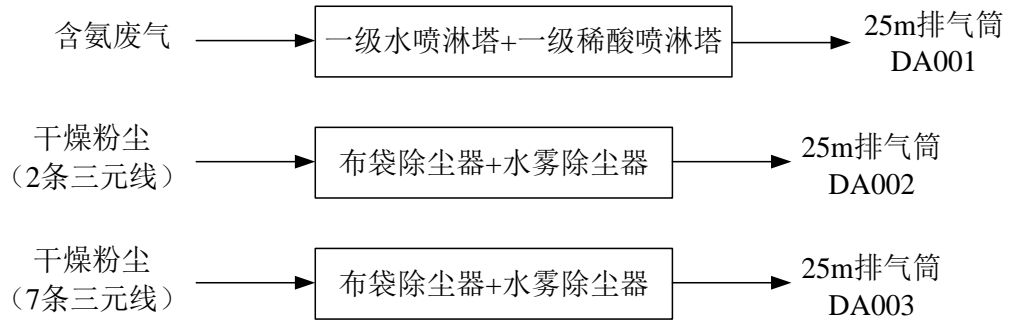 含氨废气
一级水喷淋塔+一级稀酸喷淋塔
25m排气筒
DA001
干燥粉尘
（2条三元线）
布袋除尘器+水雾除尘器
25m排气筒
DA002
干燥粉尘
（7条三元线）
布袋除尘器+水雾除尘器
25m排气筒
DA003